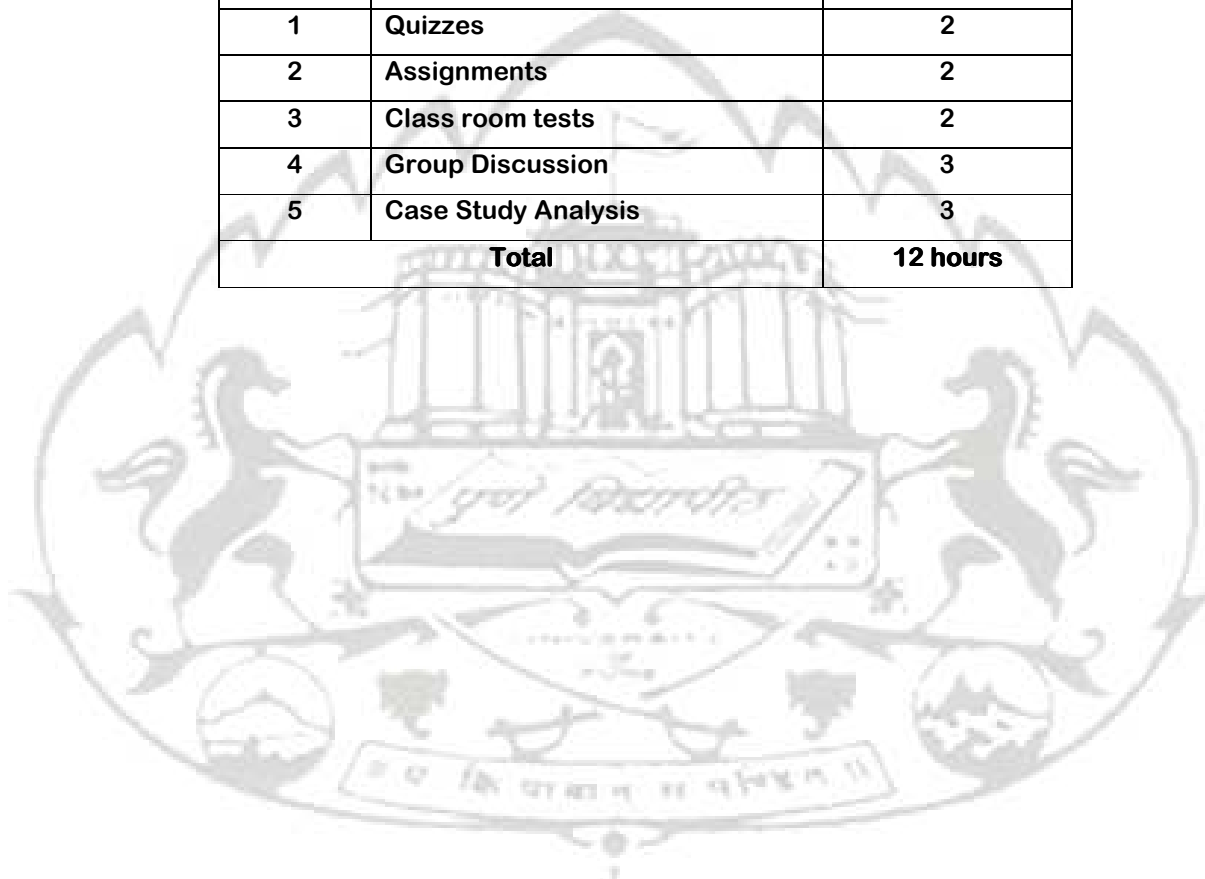 1 Quizzes 2
2 Assignments 2
3 Class room tests 2
4 Group Discussion 3
5 Case Study Analysis 3
Total 12 hours
पुणे विद्यापीठ